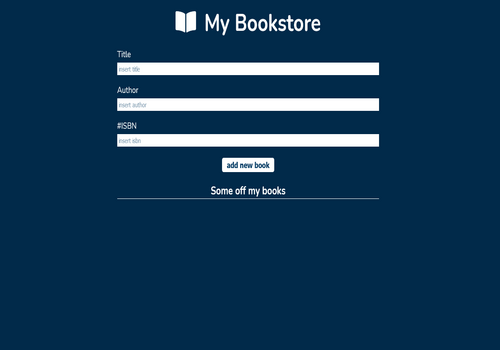 My Bookstore
Title
insert title
Author
insert author
#ISBN
insert isbn
add new book
Some off my books